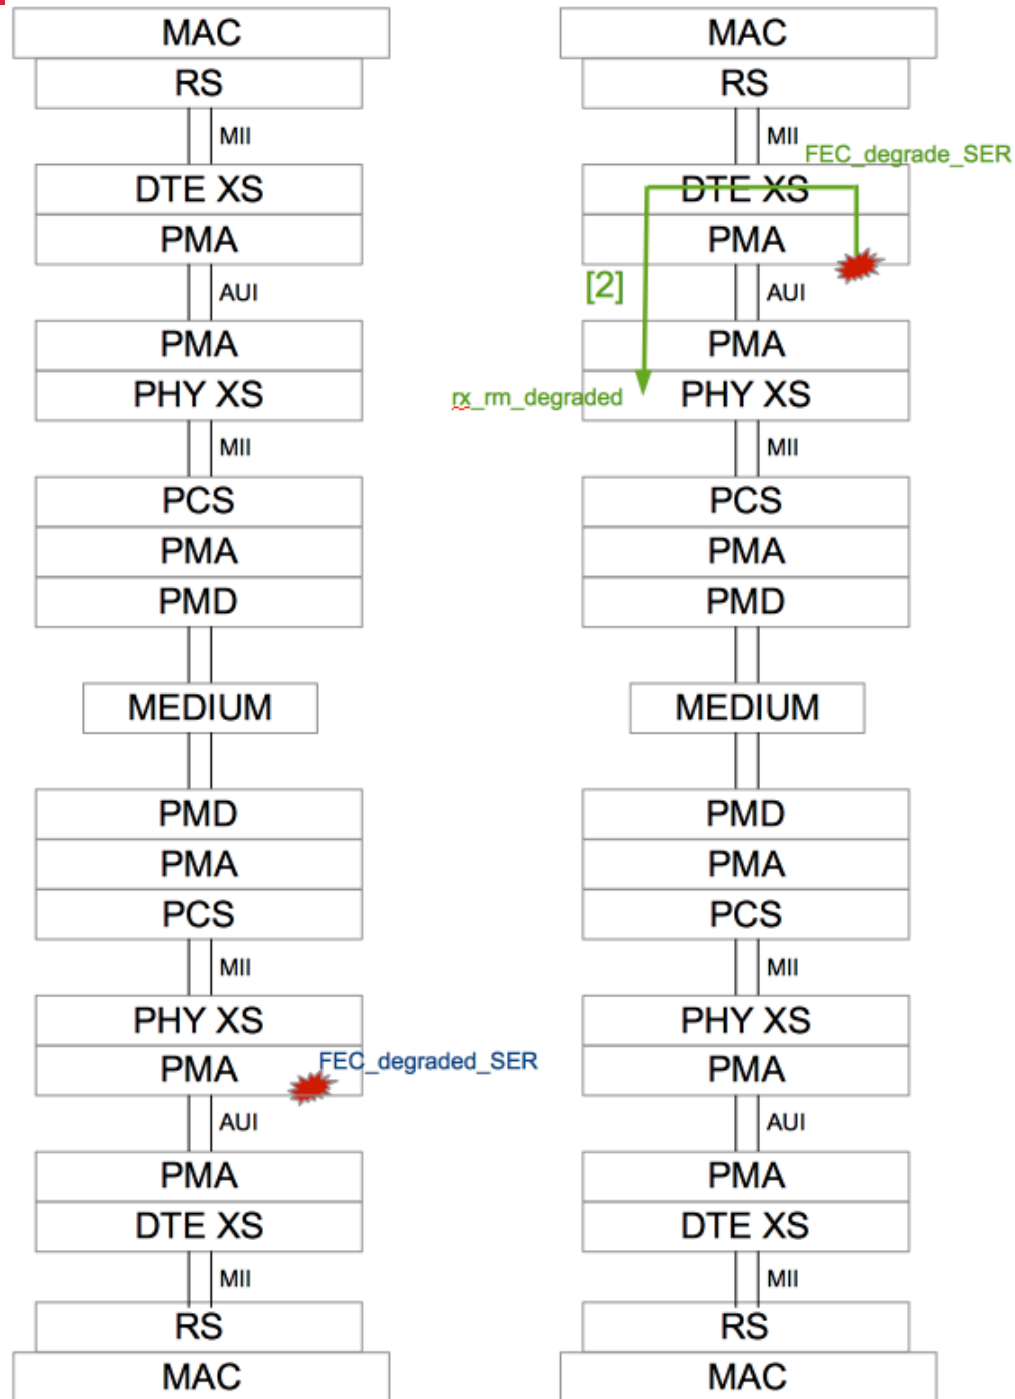 MAC
RS
MII
DTE XS
PMA
AUI
PMA
PHY XS
MII
PCS
PMA
PMD
MEDIUM
PMD
PMA
PCS
MII
PHY XS
PMA
FEC_degraded_SER
AUI
PMA
DTE XS
MII
RS
MAC
MAC
RS
MII
FEC_degrade_SER
DTE XS
PMA
[2]
AUI
PMA
rx_rm_degraded
PHY XS
MII
PCS
PMA
PMD
MEDIUM
PMD
PMA
PCS
MII
PHY XS
PMA
AUI
PMA
DTE XS
MII
RS
MAC